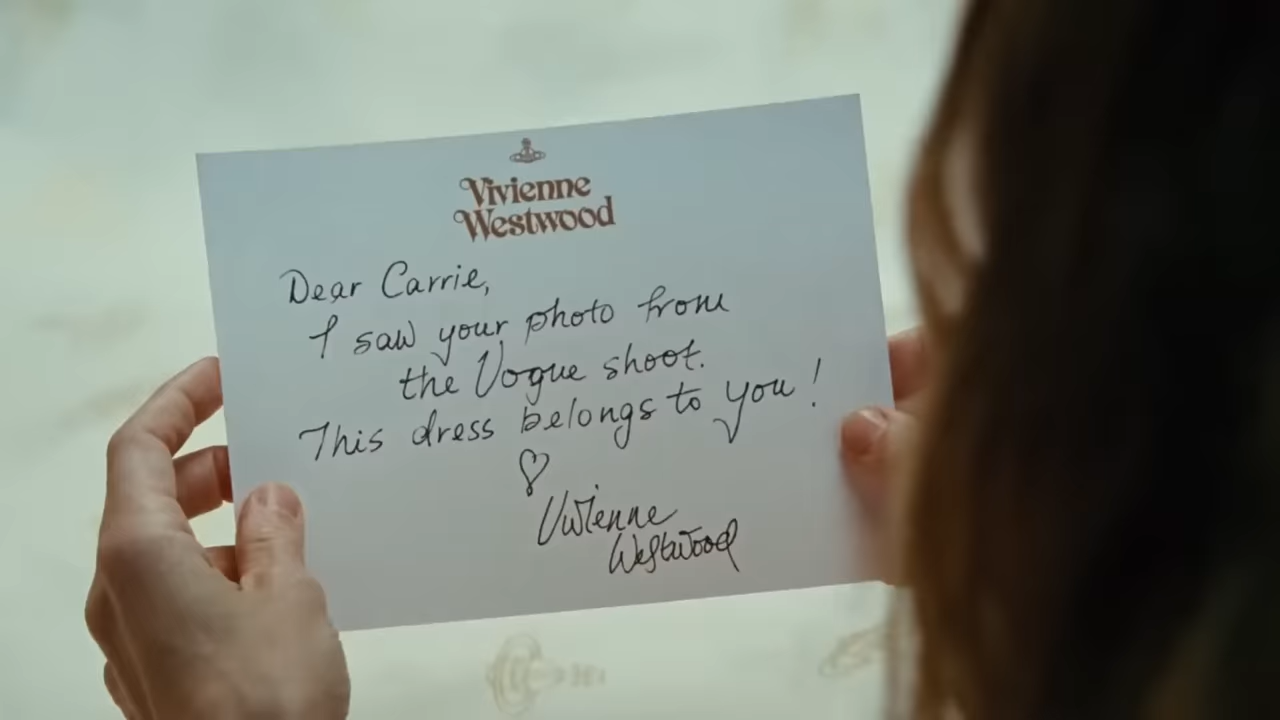 Vivienne
Westwood
Dear Carrie,
I saw your photo from
the Vogue shoot.
This dress belongs to you!
Vivienne
Westwood